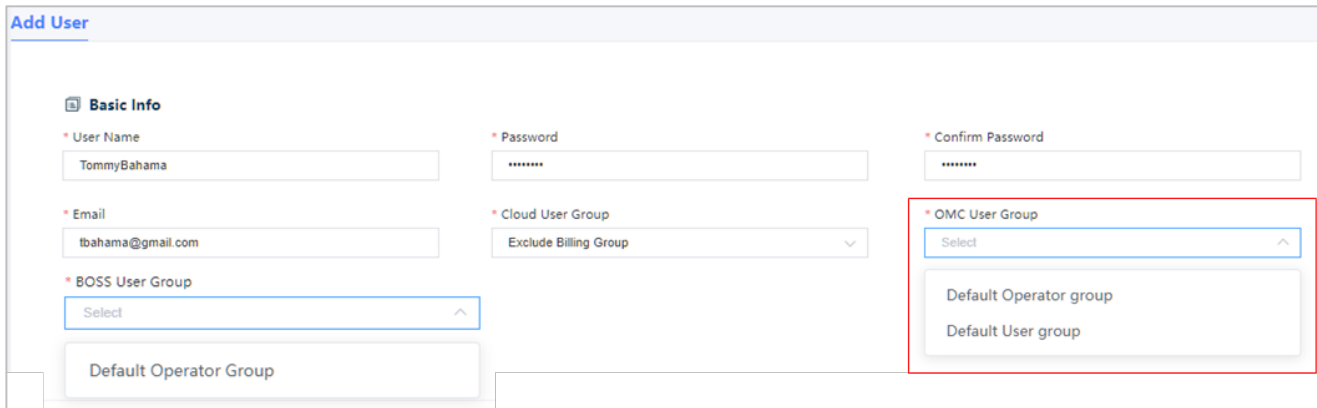 Add User
Basic Info
* User Name
* Password
* Confirm Password
TommyBahama
••••••••
••••••••
* Email
* Cloud User Group
* OMC User Group
tbahama@gmail.com
Exclude Billing Group
Select
* BOSS User Group
Select
Default Operator group
Default User group
Default Operator Group